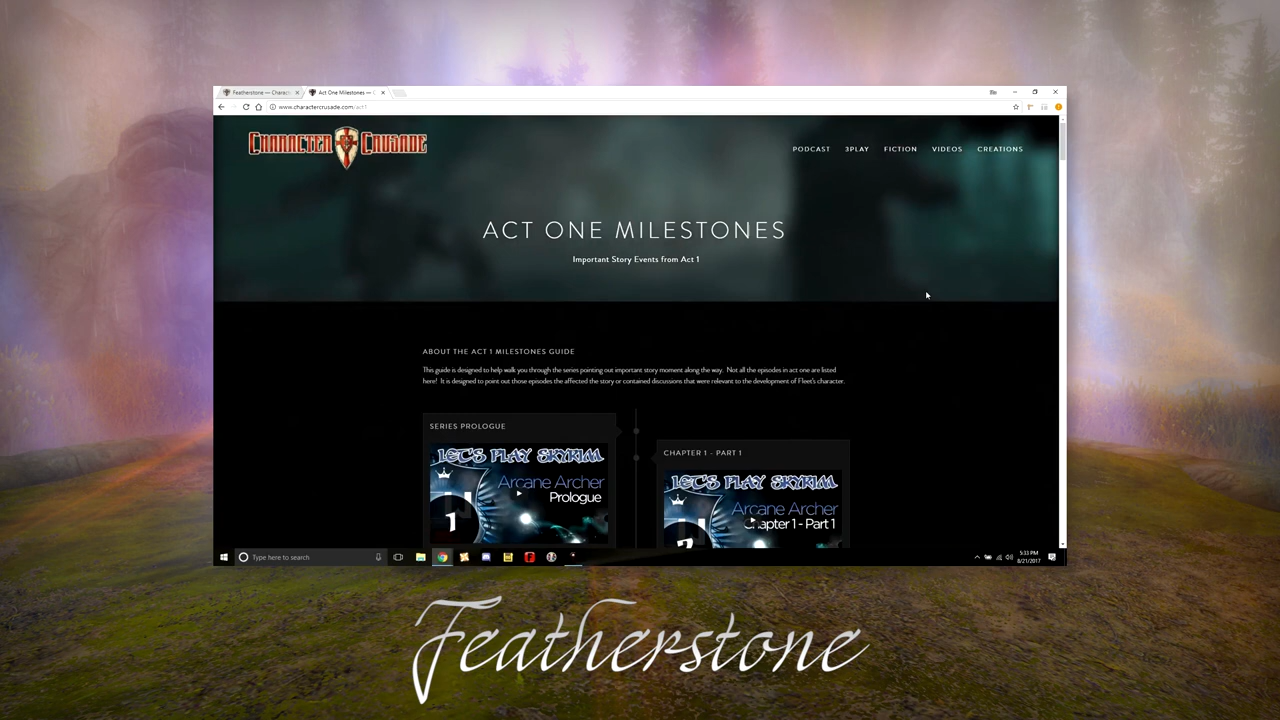 Featherstone — Charac
Act One Milestones —
www.charactercrusade.com/act1
CHARACTER CRUSADE
PODCAST
3PLAY
FICTION
VIDEOS
CREATIONS
ACT ONE MILESTONES
Important Story Events from Act 1
ABOUT THE ACT 1 MILESTONES GUIDE
This guide is designed to help walk you through the series pointing out important story moment along the way. Not all the episodes in act one are listed
here! It is designed to point out those episodes the affected the story or contained discussions that were relevant to the development of Fleet's character.
SERIES PROLOGUE
LET'S PLAY SKYRIM
Arcane Archer
Prologue
1
CHAPTER 1 - PART 1
LET'S PLAY SKYRIM
Arcane Archer
Chapter 1 - Part 1
Type here to search
5:33 PM
8/21/2017
Featherstone